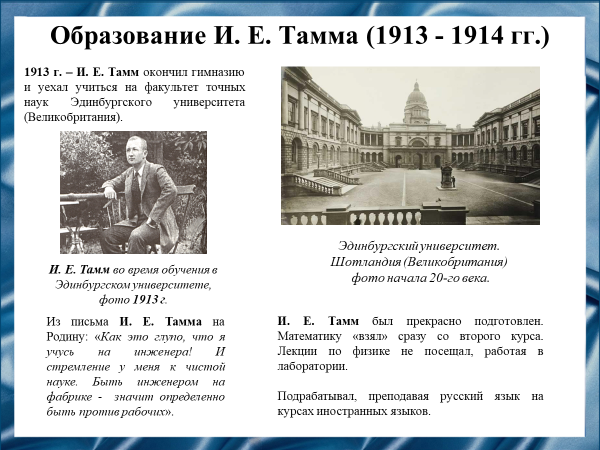 Образование И. Е. Тамма (1913 - 1914 гг.)
1913 г. – И. Е. Тамм окончил гимназию
и уехал учиться на факультет точных
наук Эдинбургского университета
(Великобритания).
И. Е. Тамм во время обучения в
Эдинбургском университете,
фото 1913 г.
Эдинбургский университет.
Шотландия (Великобритания)
фото начала 20-го века.
Из письма И. Е. Тамма на
Родину: «Как это глупо, что я
учусь на инженера! И
стремление у меня к чистой
науке. Быть инженером на
фабрике - значит определенно
быть против рабочих».
И. Е. Тамм был прекрасно подготовлен.
Математику «взял» сразу со второго курса.
Лекции по физике не посещал, работая в
лаборатории.
Подрабатывал, преподавая русский язык на
курсах иностранных языков.